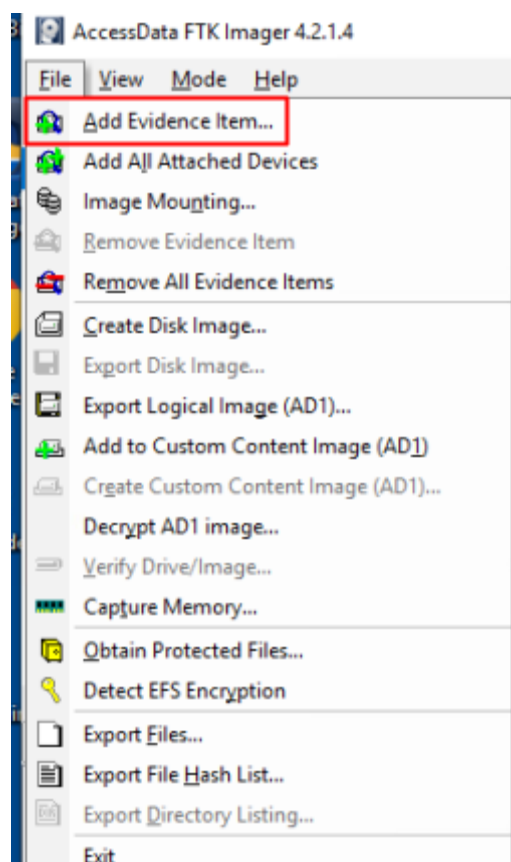 AccessData FTK Imager 4.2.1.4
File View Mode Help
Add Evidence Item...
Add All Attached Devices
Image Mounting...
Remove Evidence Item
Remove All Evidence Items
Create Disk Image...
Export Disk Image...
Export Logical Image (AD1)...
Add to Custom Content Image (AD1)
Create Custom Content Image (AD1)...
Decrypt AD1 image...
Verify Drive/Image...
Capture Memory...
Obtain Protected Files...
Detect EFS Encryption
Export Files...
Export File Hash List...
Export Directory Listing...
Exit